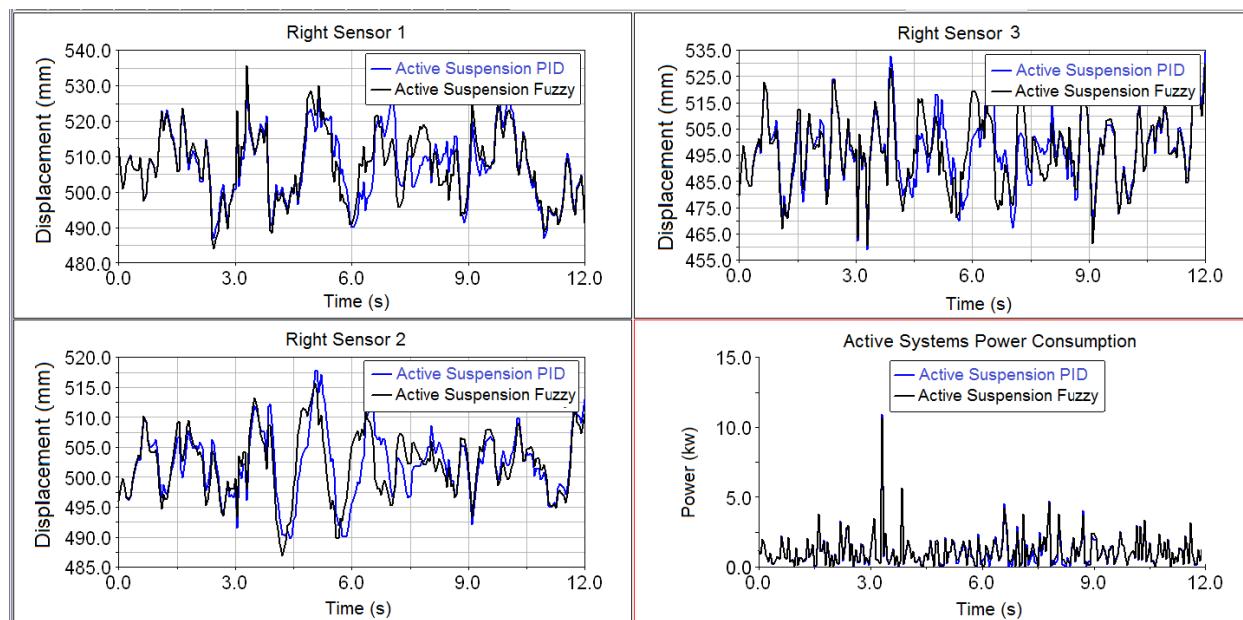 Right Sensor 1
Displacement (mm)
540.0
530.0
520.0
510.0
500.0
490.0
480.0
Active Suspension PID
Active Suspension Fuzzy
0.0 3.0 6.0 9.0 12.0
Time (s)
Right Sensor 3
Displacement (mm)
535.0
525.0
515.0
505.0
495.0
485.0
475.0
465.0
455.0
Active Suspension PID
Active Suspension Fuzzy
0.0 3.0 6.0 9.0 12.0
Time (s)
Right Sensor 2
Displacement (mm)
520.0
515.0
510.0
505.0
500.0
495.0
490.0
485.0
Active Suspension PID
Active Suspension Fuzzy
0.0 3.0 6.0 9.0 12.0
Time (s)
Active Systems Power Consumption
Power (kw)
15.0
10.0
5.0
0.0
Active Suspension PID
Active Suspension Fuzzy
0.0 3.0 6.0 9.0 12.0
Time (s)